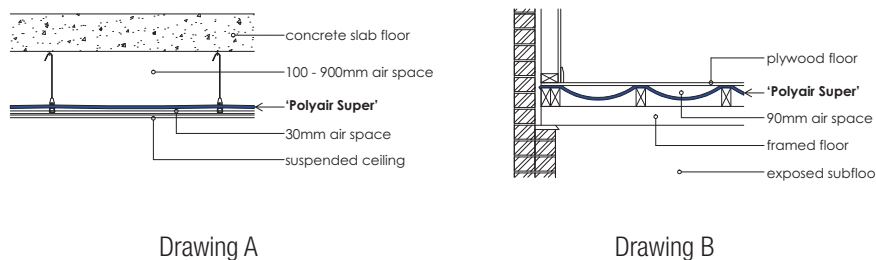 concrete slab floor
100 - 900mm air space
'Polyair Super'
30mm air space
suspended ceiling
Drawing A
plywood floor
'Polyair Super'
90mm air space
framed floor
exposed subfloo
Drawing B